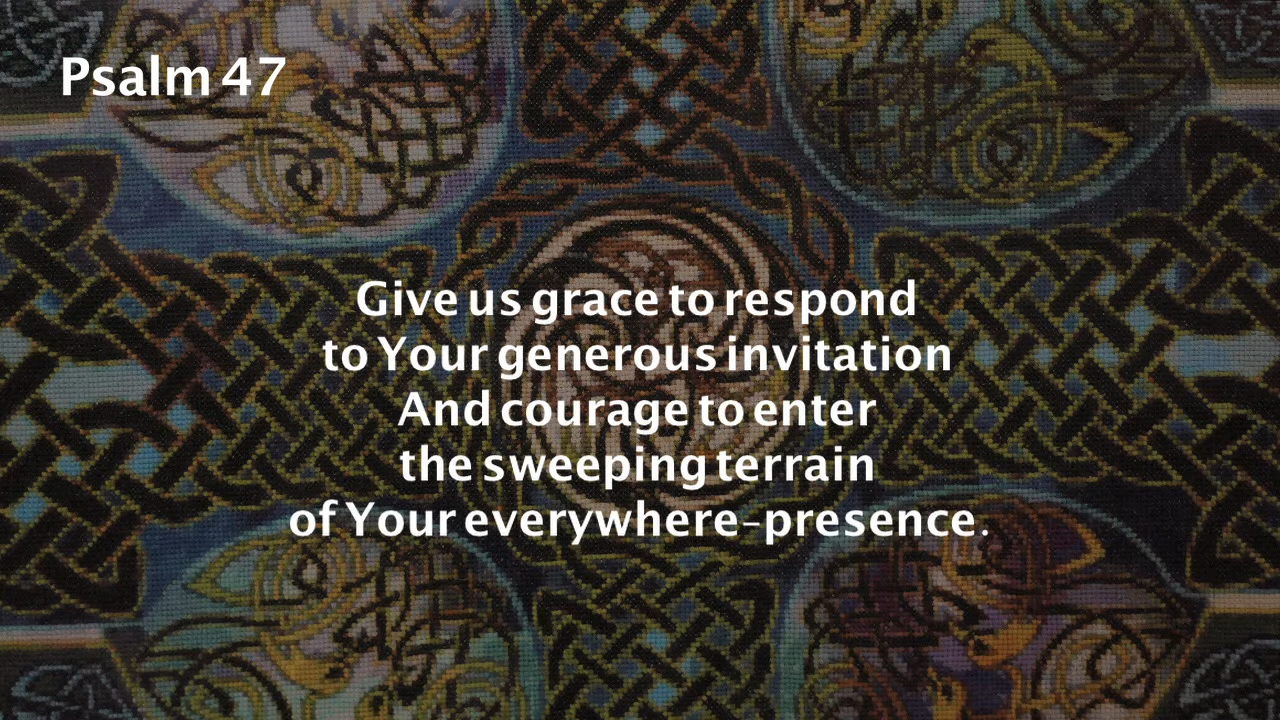 Psalm 47
Give us grace to respond
to Your generous invitation
And courage to enter
the sweeping terrain
of Your everywhere-presence.